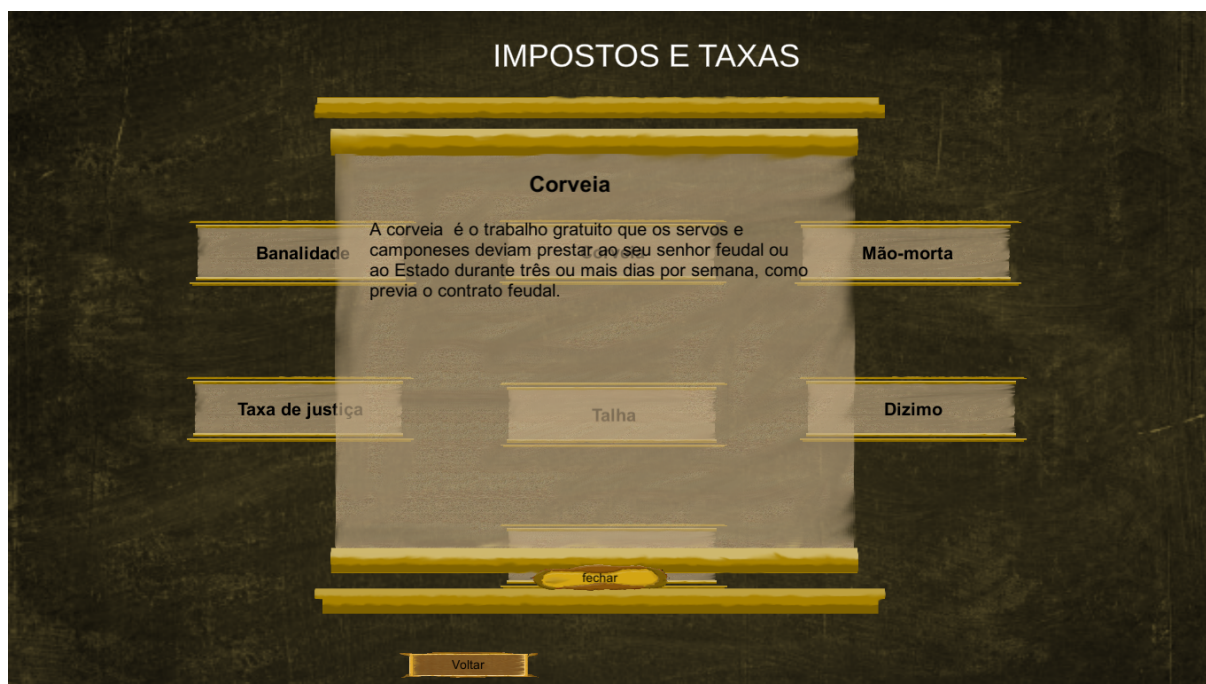 IMPOSTOS E TAXAS
Corveia
A corveia é o trabalho gratuito que os servos e
camponeses deviam prestar ao seu senhor feudal ou
ao Estado durante três ou mais dias por semana, como
previa o contrato feudal.
Banalidade
Corveia
Mão-morta
Taxa de justiça
Talha
Dizimo
fechar
Voltar